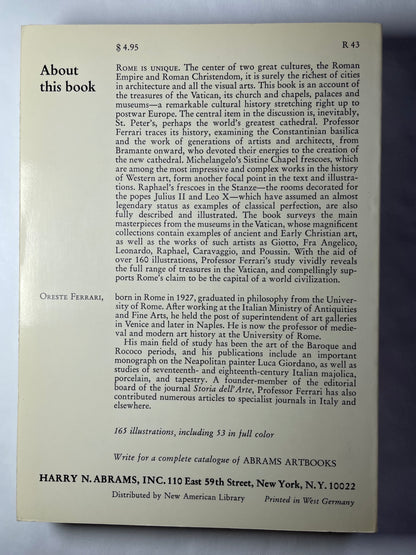 $ 4.95
R 43
About
this book
ROME IS UNIQUE. The center of two great cultures, the Roman
Empire and Roman Christendom, it is surely the richest of cities
in architecture and all the visual arts. This book is an account of
the treasures of the Vatican, its church and chapels, palaces and
museums—a remarkable cultural history stretching right up to
postwar Europe. The central item in the discussion is, inevitably,
St. Peter's, perhaps the world's greatest cathedral. Professor
Ferrari traces its history, examining the Constantinian basilica
and the work of generations of artists and architects, from
Bramante onward, who devoted their energies to the creation of
the new cathedral. Michelangelo's Sistine Chapel frescoes, which
are among the most impressive and complex works in the history
of Western art, form another focal point in the text and illustra-
tions. Raphael's frescoes in the Stanze—the rooms decorated for
the popes Julius II and Leo X—which have assumed an almost
legendary status as examples of classical perfection, are also
fully described and illustrated. The book surveys the main
masterpieces from the museums in the Vatican, whose magnificent
collections contain examples of ancient and Early Christian art,
as well as the works of such artists as Giotto, Fra Angelico,
Leonardo, Raphael, Caravaggio, and Poussin. With the aid of
over 160 illustrations, Professor Ferrari's study vividly reveals
the full range of treasures in the Vatican, and compellingly sup-
ports Rome's claim to be the capital of a world civilization.
ORESTE FERRARI, born in Rome in 1927, graduated in philosophy from the Univer-
sity of Rome. After working at the Italian Ministry of Antiquities
and Fine Arts, he held the post of superintendent of art galleries
in Venice and later in Naples. He is now the professor of medie-
val and modern art history at the University of Rome.
His main field of study has been the art of the Baroque and
Rococo periods, and his publications include an important
monograph on the Neapolitan painter Luca Giordano, as well as
studies of seventeenth- and eighteenth-century Italian majolica,
porcelain, and tapestry. A founder-member of the editorial
board of the journal Storia dell'Arte, Professor Ferrari has also
contributed numerous articles to specialist journals in Italy and
elsewhere.
165 illustrations, including 53 in full color
Write for a complete catalogue of ABRAMS ARTBOOKS
HARRY N. ABRAMS, INC. 110 East 59th Street, New York, N.Y. 10022
Distributed by New American Library
Printed in West Germany